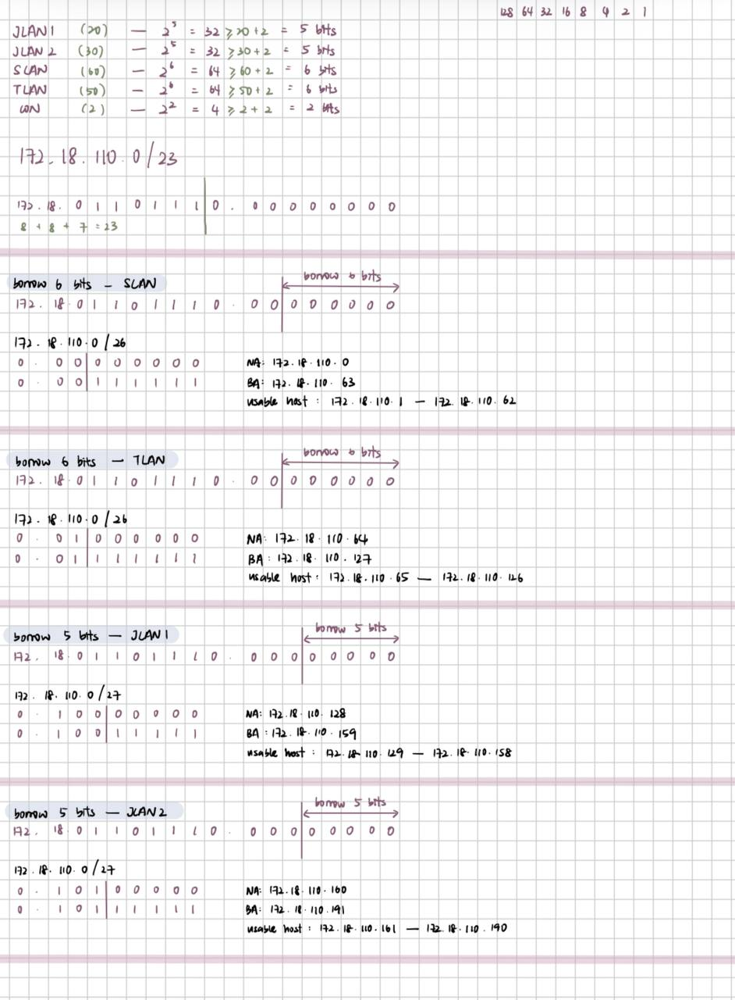 128 64 32 16 8 4 2 1
JLAN1 (20) — 2^5 = 32 ≥ 20 + 2 = 5 bits
JLAN 2 (30) — 2^5 = 32 ≥ 30 + 2 = 5 bits
SLAN (60) — 2^6 = 64 ≥ 60 + 2 = 6 bits
TLAN (50) — 2^6 = 64 ≥ 50 + 2 = 6 bits
(2) — 2^2 = 4 ≥ 2 + 2 = 2 bits
172.18.110.0/23
172.18. 0 1 1 0 1 1 1 0 . 0 0 0 0 0 0 0 0
8 + 8 + 7 = 23
borrow 6 bits — SLAN
borrow 6 bits
172.18.0 1 1 0 1 1 1 0 . 0 0 0 0 0 0 0 0
172.18.110.0/26
0 . 0 0 0 0 0 0 0 0 NA: 172.18.110.0
0 . 0 0 1 1 1 1 1 1 BA: 172.18.110.63
usable host: 172.18.110.1 — 172.18.110.62
borrow 6 bits — TLAN
borrow 6 bits
172.18.0 1 1 0 1 1 1 0 . 0 0 0 0 0 0 0 0
172.18.110.0/26
0 . 0 1 0 0 0 0 0 0 NA: 172.18.110.64
0 . 0 1 1 1 1 1 1 1 BA: 172.18.110.127
usable host: 172.18.110.65 — 172.18.110.126
borrow 5 bits — JLAN1
borrow 5 bits
172.18.0 1 1 0 1 1 1 0 . 0 0 0 0 0 0 0 0
172.18.110.0/27
0 . 1 0 0 0 0 0 0 0 NA: 172.18.110.128
0 . 1 0 0 1 1 1 1 1 BA: 172.18.110.159
usable host: 172.18.110.129 — 172.18.110.158
borrow 5 bits — JLAN2
borrow 5 bits
172.18.0 1 1 0 1 1 1 0 . 0 0 0 0 0 0 0 0
172.18.110.0/27
0 . 1 0 1 0 0 0 0 0 NA: 172.18.110.160
0 . 1 0 1 1 1 1 1 1 BA: 172.18.110.191
usable host: 172.18.110.161 — 172.18.110.190